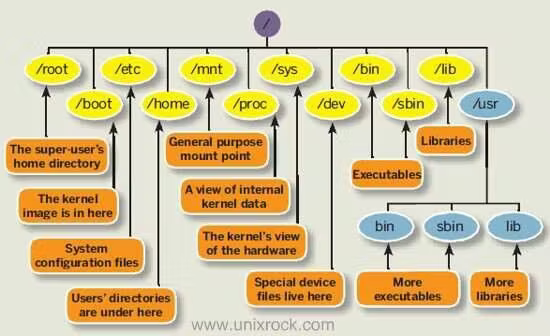 /
/root
/etc
/mnt
/sys
/bin
/lib
/boot
/home
/proc
/dev
/sbin
/usr
The super-user's
home directory
General purpose
mount point
Libraries
Executables
The kernel
image is in here
A view of internal
kernel data
bin
sbin
lib
System
configuration files
The kernel's view
of the hardware
Users' directories
are under here
Special device
files live here
More
executables
More
libraries
www.unixrock.com